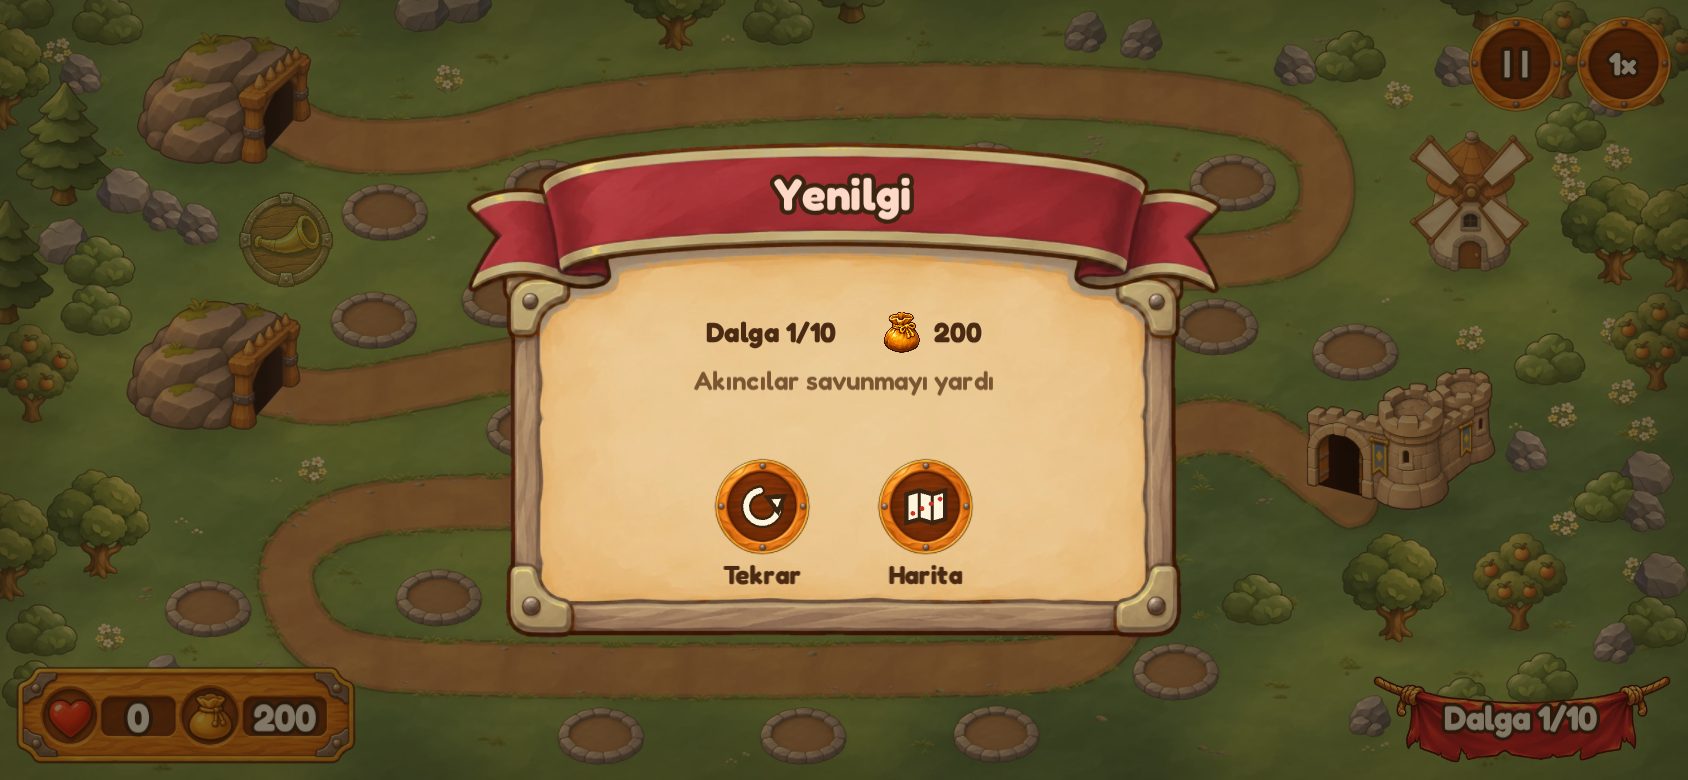 1x
Yenilgi
Dalga 1/10
200
Akıncılar savunmayı yardı
Tekrar
Harita
0
200
Dalga 1/10